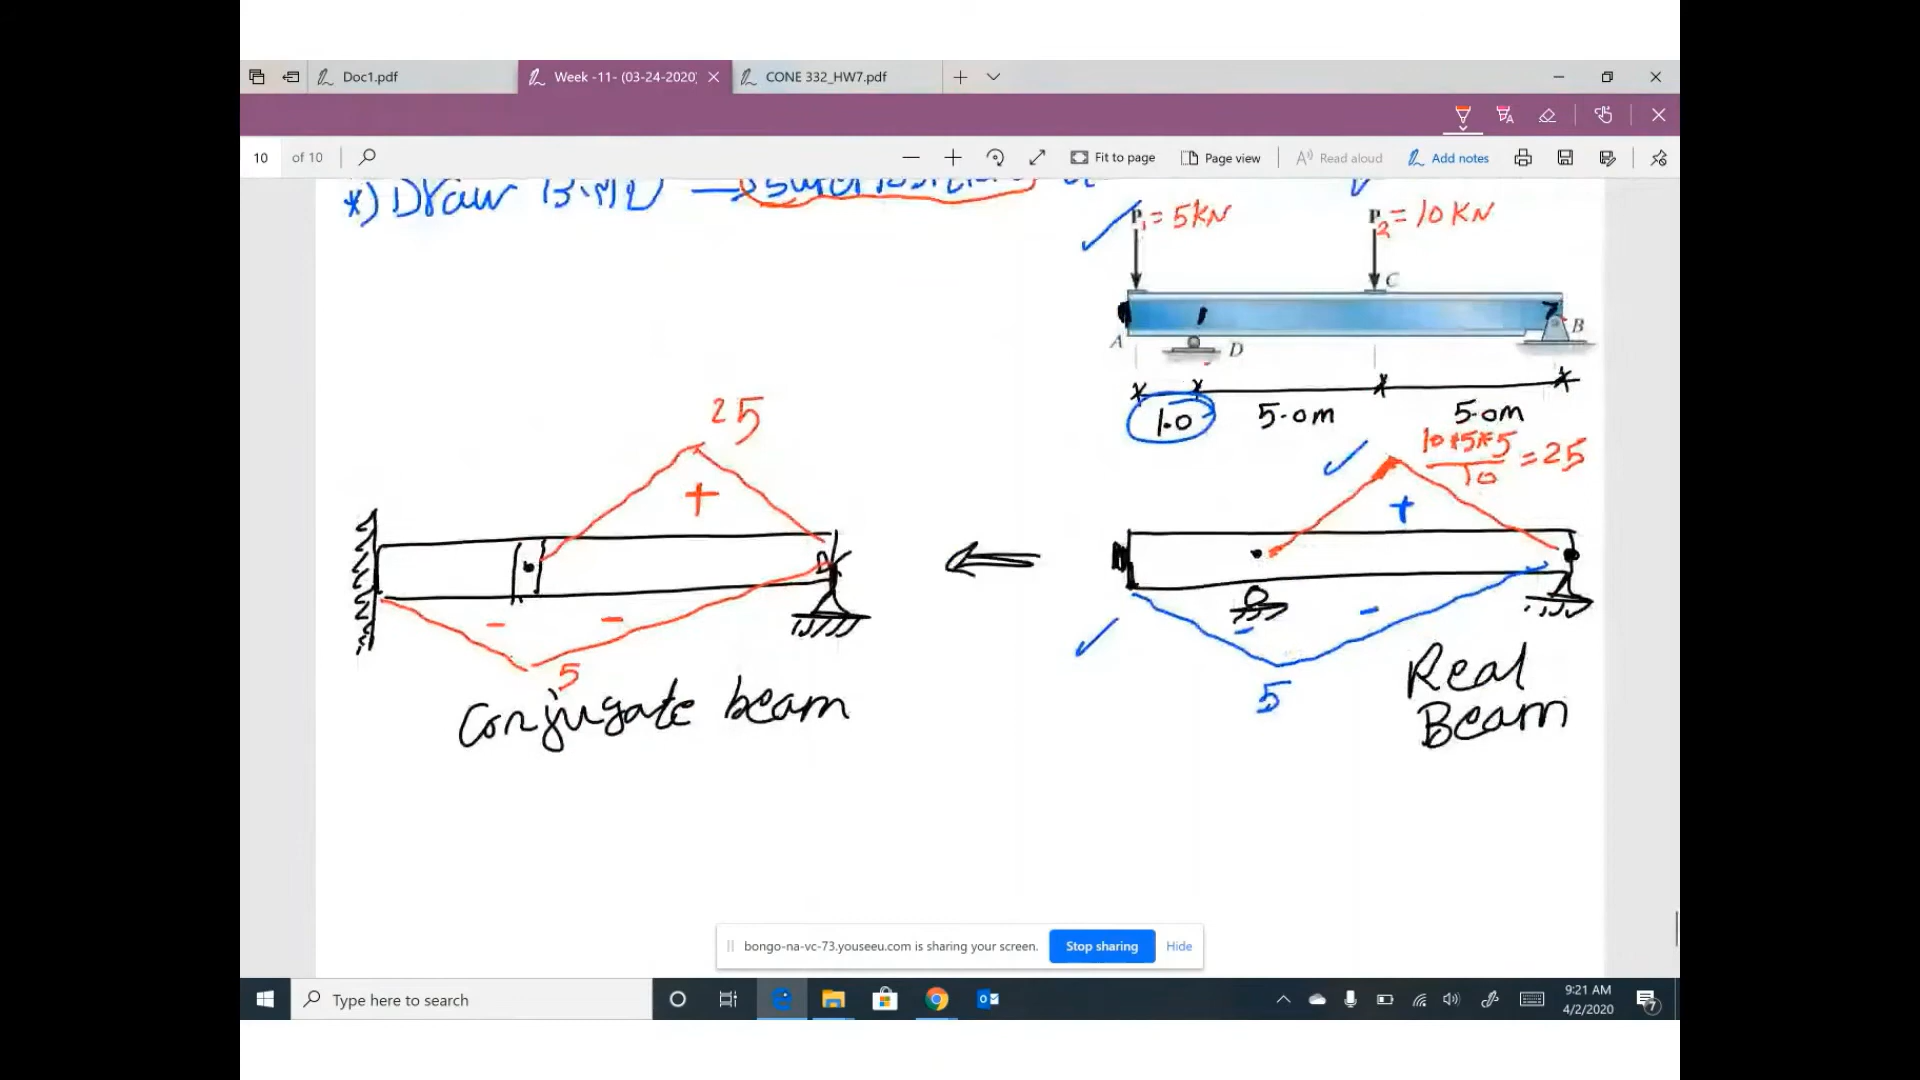 Doc1.pdf
Week -11- (03-24-2020)
CONE 332_HW7.pdf
10 of 10
Fit to page
Page view
Read aloud
Add notes
*) Draw B.M.D
P1 = 5KN
P2 = 10 KN
C
A
D
B
1.0
5.0m
5.0m
10*5*5
10
= 25
25
+
+
-
-
5
-
-
5
Conjugate beam
Real
Beam
bongo-na-vc-73.youseeu.com is sharing your screen.
Stop sharing
Hide
Type here to search
9:21 AM
4/2/2020
7